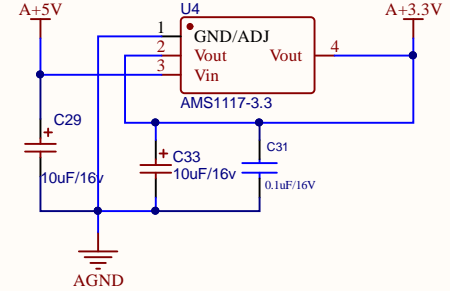 A+5V
U4
A+3.3V
1
GND/ADJ
2
Vout
Vout
4
3
Vin
AMS1117-3.3
C29
+
10uF/16v
+
C33
10uF/16v
C31
0.1uF/16V
AGND